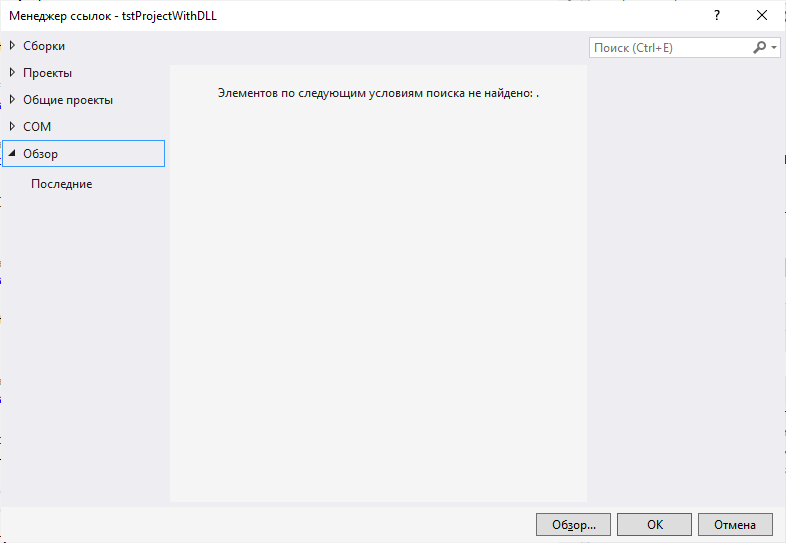 Менеджер ссылок - tstProjectWithDLL
?
Сборки
Поиск (Ctrl+E)
Проекты
Элементов по следующим условиям поиска не найдено: .
Общие проекты
COM
Обзор
Последние
Обзор...
OK
Отмена